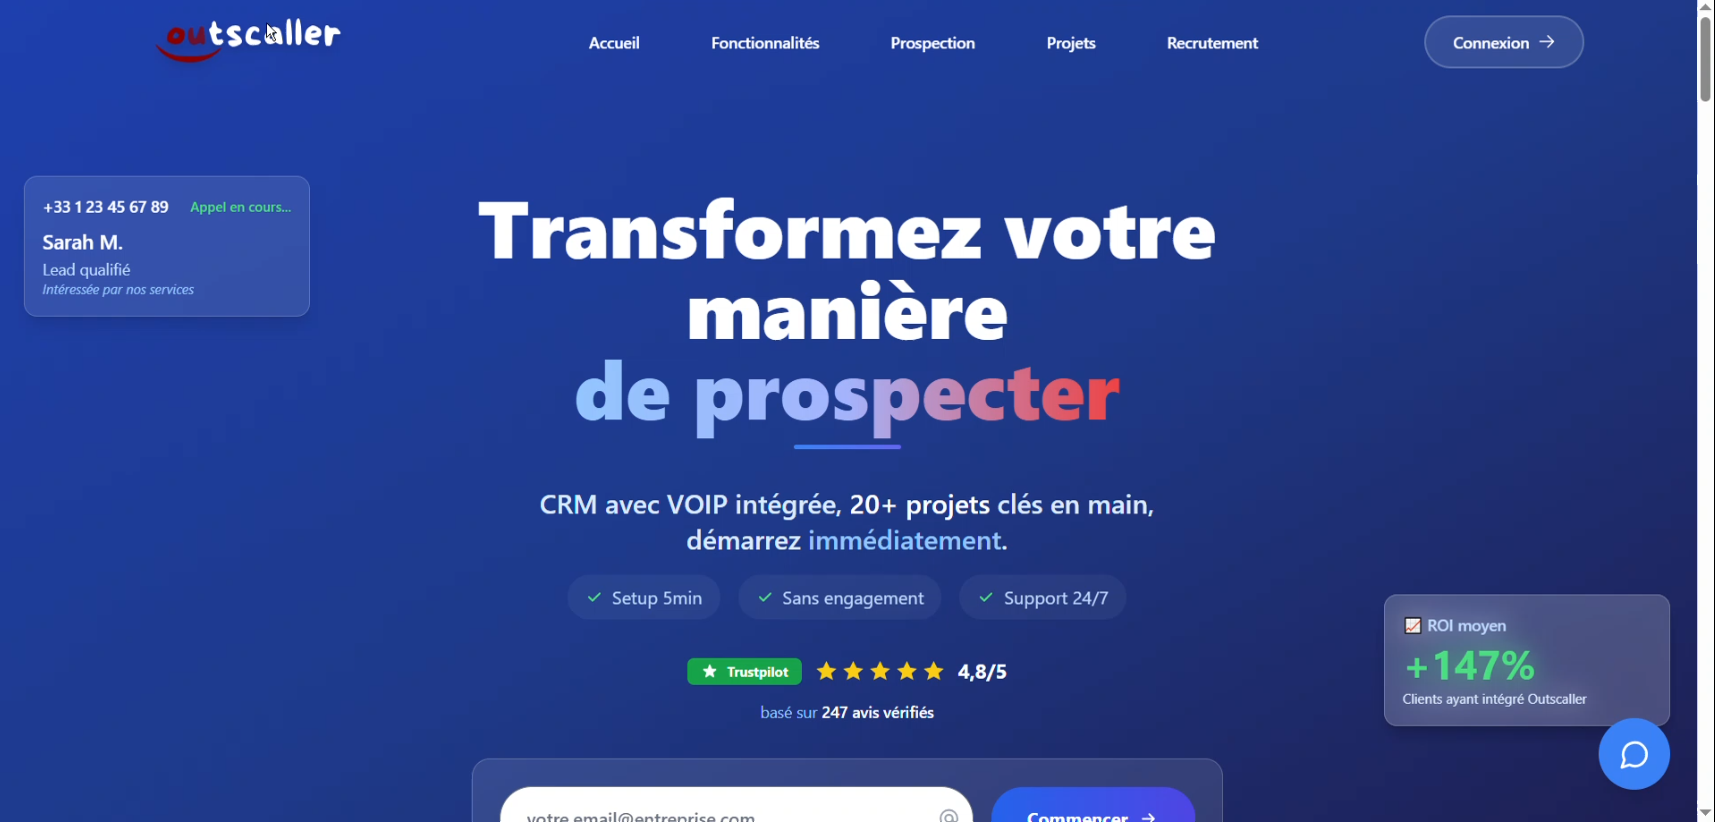 outscaller
Accueil
Fonctionnalités
Prospection
Projets
Recrutement
Connexion →
+33 1 23 45 67 89 Appel en cours...
Sarah M.
Lead qualifié
Intéressée par nos services
Transformez votre
manière
de prospecter
CRM avec VOIP intégrée, 20+ projets clés en main,
démarrez immédiatement.
✓ Setup 5min
✓ Sans engagement
✓ Support 24/7
★ Trustpilot ★★★★★ 4,8/5
basé sur 247 avis vérifiés
📈 ROI moyen
+147%
Clients ayant intégré Outscaller
votre.email@entreprise.com @
Commencer →